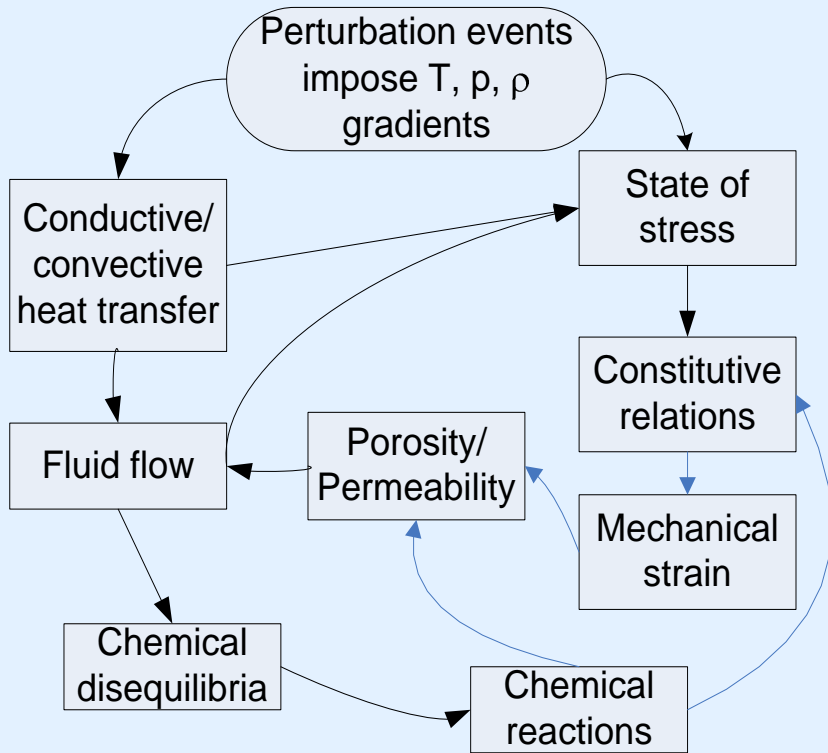 Perturbation events
impose T, p, ρ
gradients
Conductive/
convective
heat transfer
State of
stress
Constitutive
relations
Fluid flow
Porosity/
Permeability
Mechanical
strain
Chemical
disequilibria
Chemical
reactions